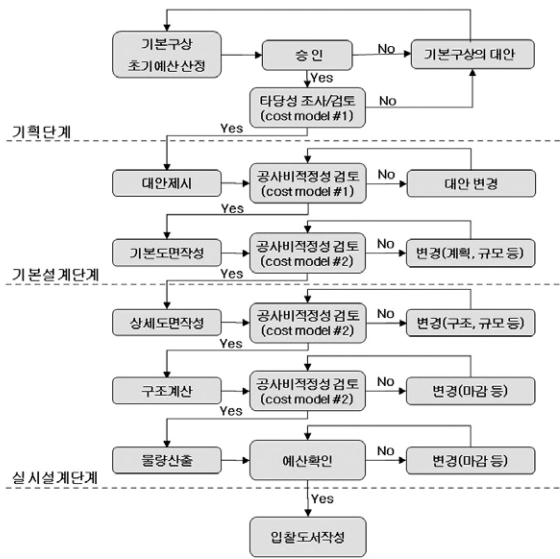 기본구상
초기예산 산정
승 인
No
기본구상의 대안
Yes
타당성 조사/검토
(cost model #1)
No
Yes
기획단계
대안제시
공사비적정성 검토
(cost model #1)
No
대안 변경
Yes
기본도면작성
공사비적정성 검토
(cost model #2)
No
변경(계획, 규모 등)
Yes
기본설계단계
상세도면작성
공사비적정성 검토
(cost model #2)
No
변경(구조, 규모 등)
Yes
구조계산
공사비적정성 검토
(cost model #2)
No
변경(마감 등)
Yes
물량산출
예산확인
No
변경(마감 등)
실시설계단계
Yes
입찰도서작성